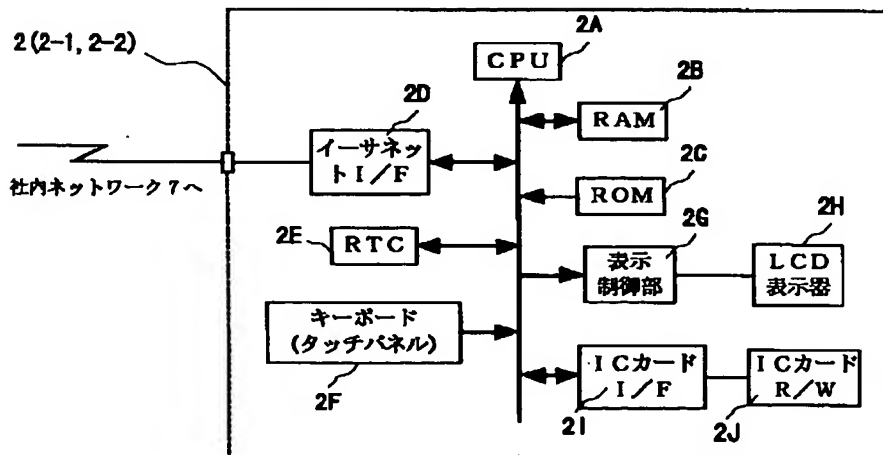 2(2-1, 2-2)
2A
CPU
2B
RAM
2D
イーサネッ
トI/F
社内ネットワーク7へ
2C
ROM
2E
RTC
2G
表示
制御部
2H
LCD
表示器
キーボード
(タッチパネル)
2F
ICカード
I/F
2I
ICカード
R/W
2J